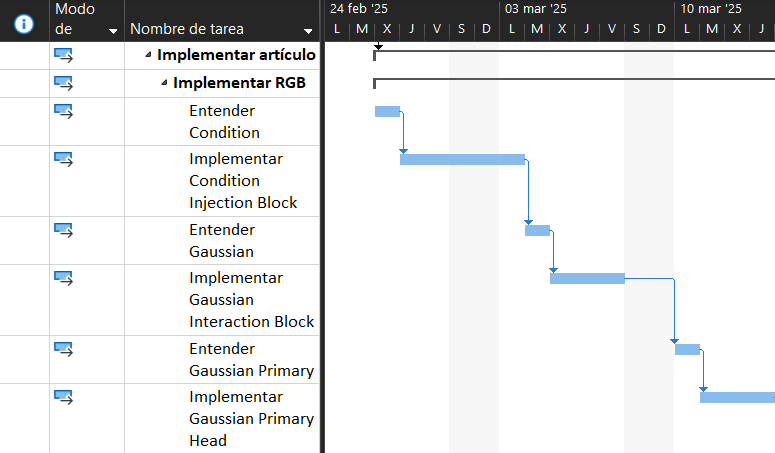 Modo de
Nombre de tarea
24 feb '25 03 mar '25 10 mar '25
L M X J V S D L M X J V S D L M X J
Implementar artículo
Implementar RGB
Entender
Condition
Implementar
Condition
Injection Block
Entender
Gaussian
Implementar
Gaussian
Interaction Block
Entender
Gaussian Primary
Implementar
Gaussian Primary
Head